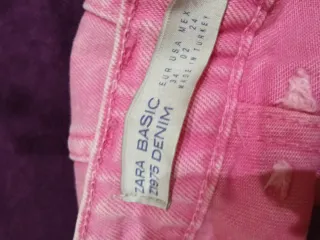 ZARA BASIC
Z1975 DENIM
EUR USA MEX
34 02 24
MADE IN TURKEY